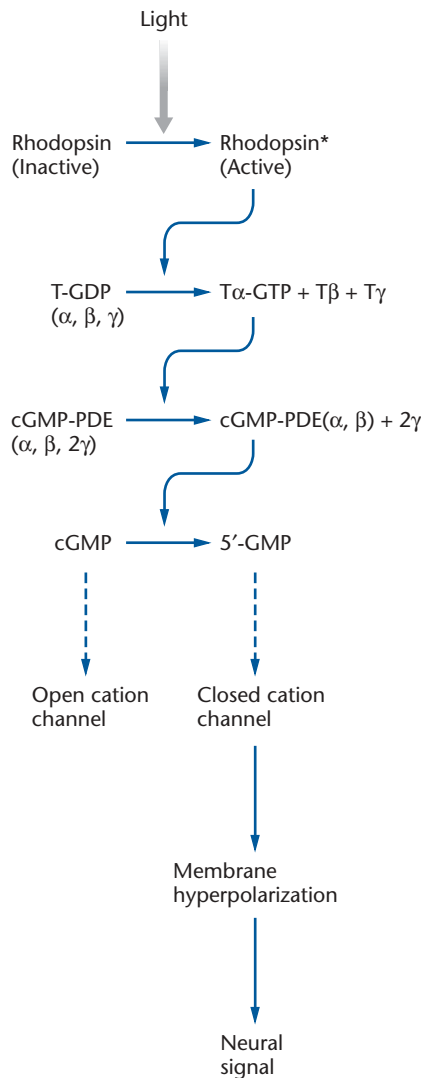 Light
Rhodopsin
(Inactive)
Rhodopsin*
(Active)
T-GDP
(α, β, γ)
Tα-GTP + Tβ + Tγ
cGMP-PDE
(α, β, 2γ)
cGMP-PDE(α, β) + 2γ
cGMP
5′-GMP
Open cation
channel
Closed cation
channel
Membrane
hyperpolarization
Neural
signal